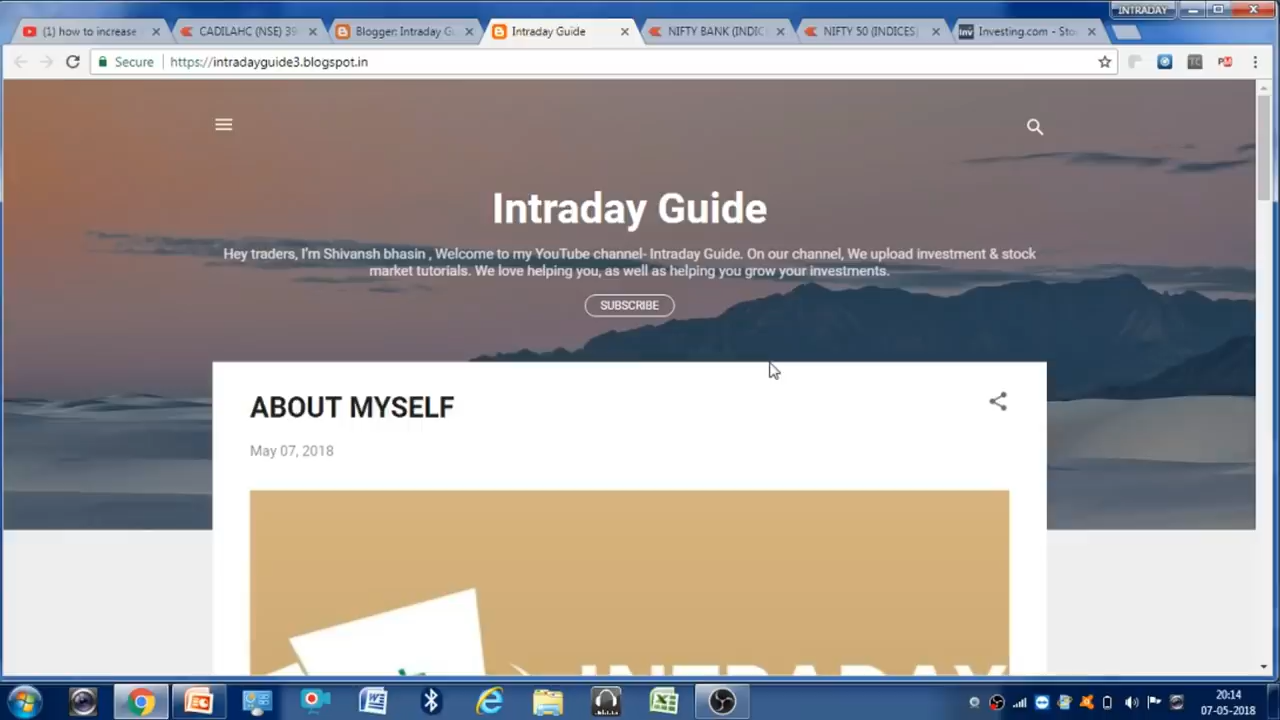 INTRADAY
(1) how to increase
CADILAHC (NSE) 39
Blogger: Intraday G
Intraday Guide
NIFTY BANK (INDIC
NIFTY 50 (INDICES)
Inv
Investing.com - Sto
Secure
https://intradayguide3.blogspot.in
TC
Intraday Guide
Hey traders, I'm Shivansh bhasin , Welcome to my YouTube channel- Intraday Guide. On our channel, We upload investment & stock
market tutorials. We love helping you, as well as helping you grow your investments.
SUBSCRIBE
ABOUT MYSELF
May 07, 2018
INTRADAY
20:14
07-05-2018